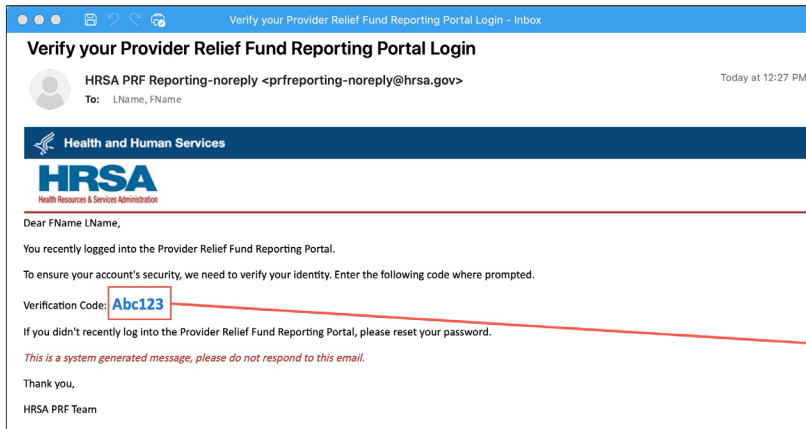 Verify your Provider Relief Fund Reporting Portal Login – Inbox
Verify your Provider Relief Fund Reporting Portal Login
HRSA PRF Reporting-noreply <prfreporting-noreply@hrsa.gov>
Today at 12:27 PM
To: LName, FName
Health and Human Services
HRSA
Health Resources & Services Administration
Dear FName LName,
You recently logged into the Provider Relief Fund Reporting Portal.
To ensure your account's security, we need to verify your identity. Enter the following code where prompted.
Verification Code: Abc123
If you didn't recently log into the Provider Relief Fund Reporting Portal, please reset your password.
This is a system generated message, please do not respond to this email.
Thank you,
HRSA PRF Team